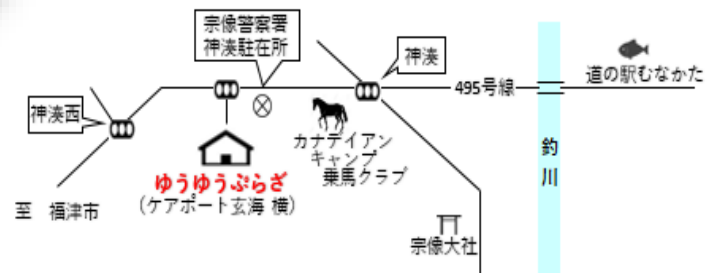 宗像警察署
神湊駐在所
神湊
495号線
道の駅むなかた
神湊西
カナデイアン
キャンプ
乗馬クラブ
釣
川
ゆうゆうぷらざ
(ケアポート玄海 横)
至 福津市
宗像大社